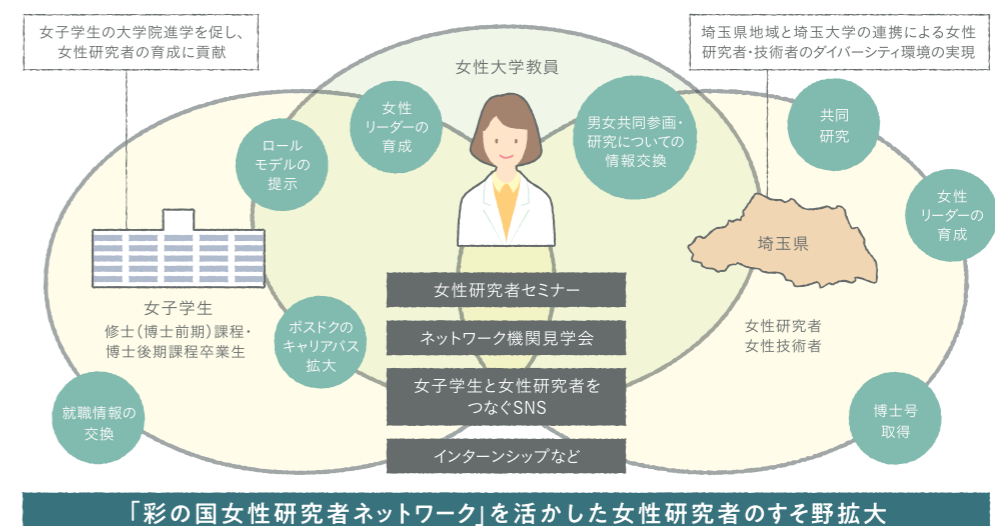 女子学生の大学院進学を促し、
女性研究者の育成に貢献
埼玉県地域と埼玉大学の連携による女性
研究者・技術者のダイバーシティ環境の実現
女性大学教員
女性
リーダーの
育成
男女共同参画・
研究についての
情報交換
共同
研究
ロール
モデルの
提示
女性
リーダーの
育成
埼玉県
女子学生
修士(博士前期)課程・
博士後期課程卒業生
ポスドクの
キャリアパス
拡大
女性研究者セミナー
ネットワーク機関見学会
女子学生と女性研究者を
つなぐSNS
インターンシップなど
女性研究者
女性技術者
就職情報の
交換
博士号
取得
「彩の国女性研究者ネットワーク」を活かした女性研究者のすそ野拡大